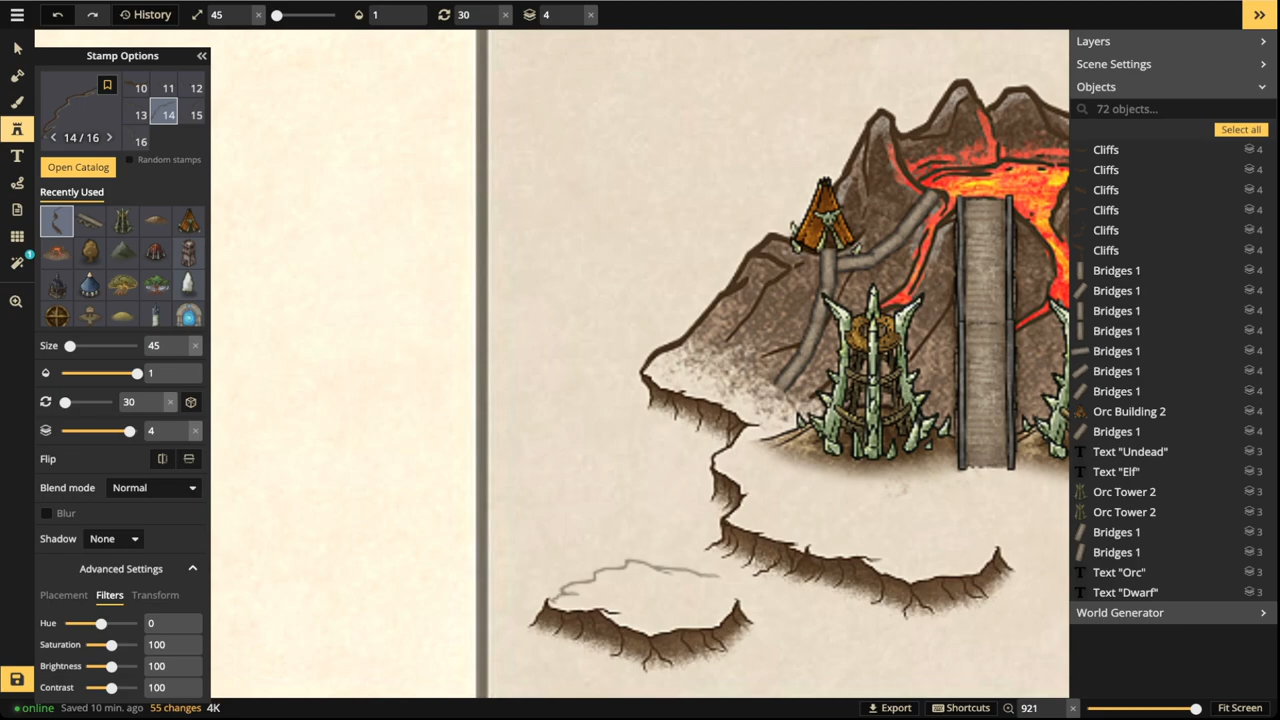 History
45
1
30
4
Stamp Options
10 11 12
13 14 15
14 / 16
16
Open Catalog
Random stamps
Recently Used
1
Size 45
1
30
4
Flip
Blend mode Normal
Blur
Shadow None
Advanced Settings
Placement Filters Transform
Hue 0
Saturation 100
Brightness 100
Contrast 100
online Saved 10 min. ago 55 changes 4K
Layers
Scene Settings
Objects
72 objects...
Select all
Cliffs 4
Cliffs 4
Cliffs 4
Cliffs 4
Cliffs 4
Cliffs 4
Bridges 1 4
Bridges 1 4
Bridges 1 4
Bridges 1 4
Bridges 1 4
Bridges 1 4
Bridges 1 4
Orc Building 2 4
Bridges 1 4
Text "Undead" 3
Text "Elf" 3
Orc Tower 2 3
Orc Tower 2 3
Bridges 1 3
Bridges 1 3
Text "Orc" 3
Text "Dwarf" 3
World Generator
Export Shortcuts 921 Fit Screen